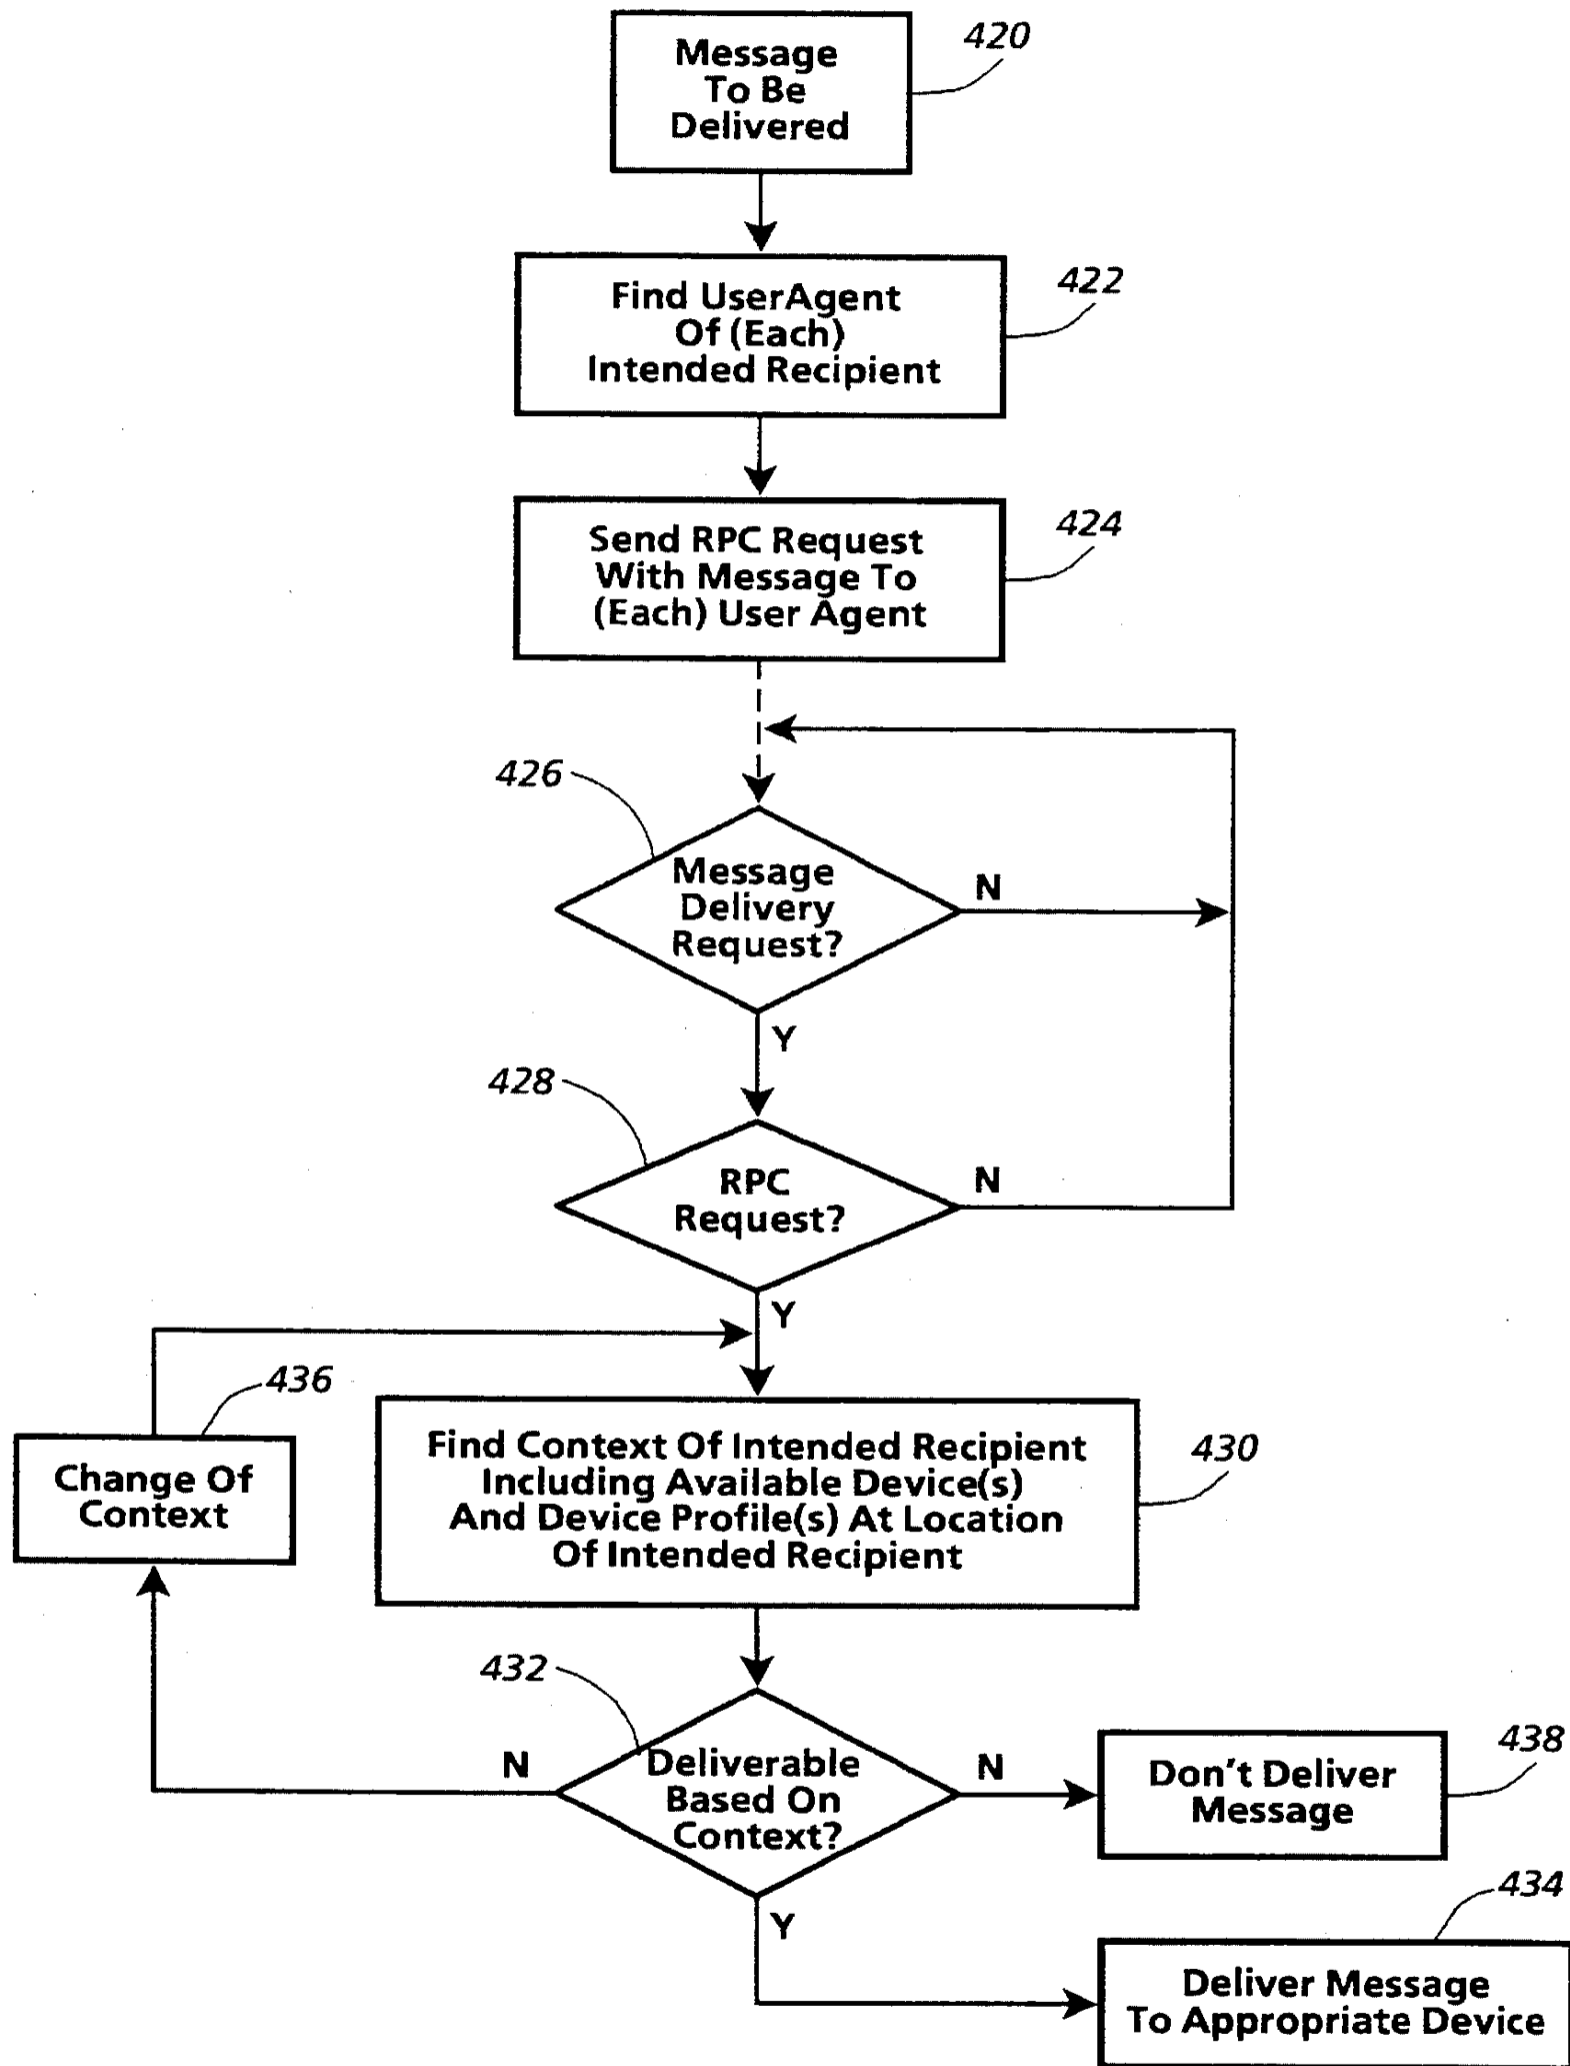 Message
To Be
Delivered
420
Find UserAgent
Of (Each)
Intended Recipient
422
Send RPC Request
With Message To
(Each) User Agent
424
426
Message
Delivery
Request?
N
Y
428
RPC
Request?
N
Y
436
Change Of
Context
Find Context Of Intended Recipient
Including Available Device(s)
And Device Profile(s) At Location
Of Intended Recipient
430
432
N
Deliverable
Based On
Context?
N
Y
Don't Deliver
Message
438
434
Deliver Message
To Appropriate Device